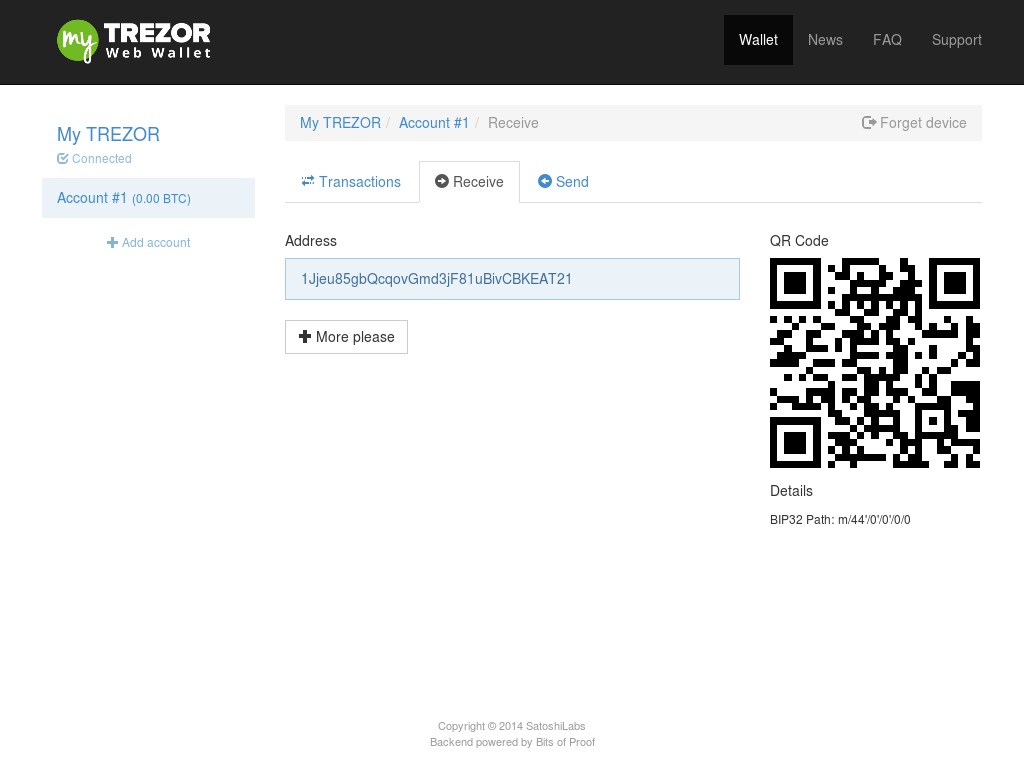 my TREZOR
Web Wallet
Wallet News FAQ Support
My TREZOR
Connected
Account #1 (0.00 BTC)
Add account
My TREZOR / Account #1 / Receive
Forget device
Transactions Receive Send
Address
1Jjeu85gbQcqovGmd3jF81uBivCBKEAT21
More please
QR Code
Details
BIP32 Path: m/44'/0'/0'/0/0
Copyright © 2014 SatoshiLabs
Backend powered by Bits of Proof